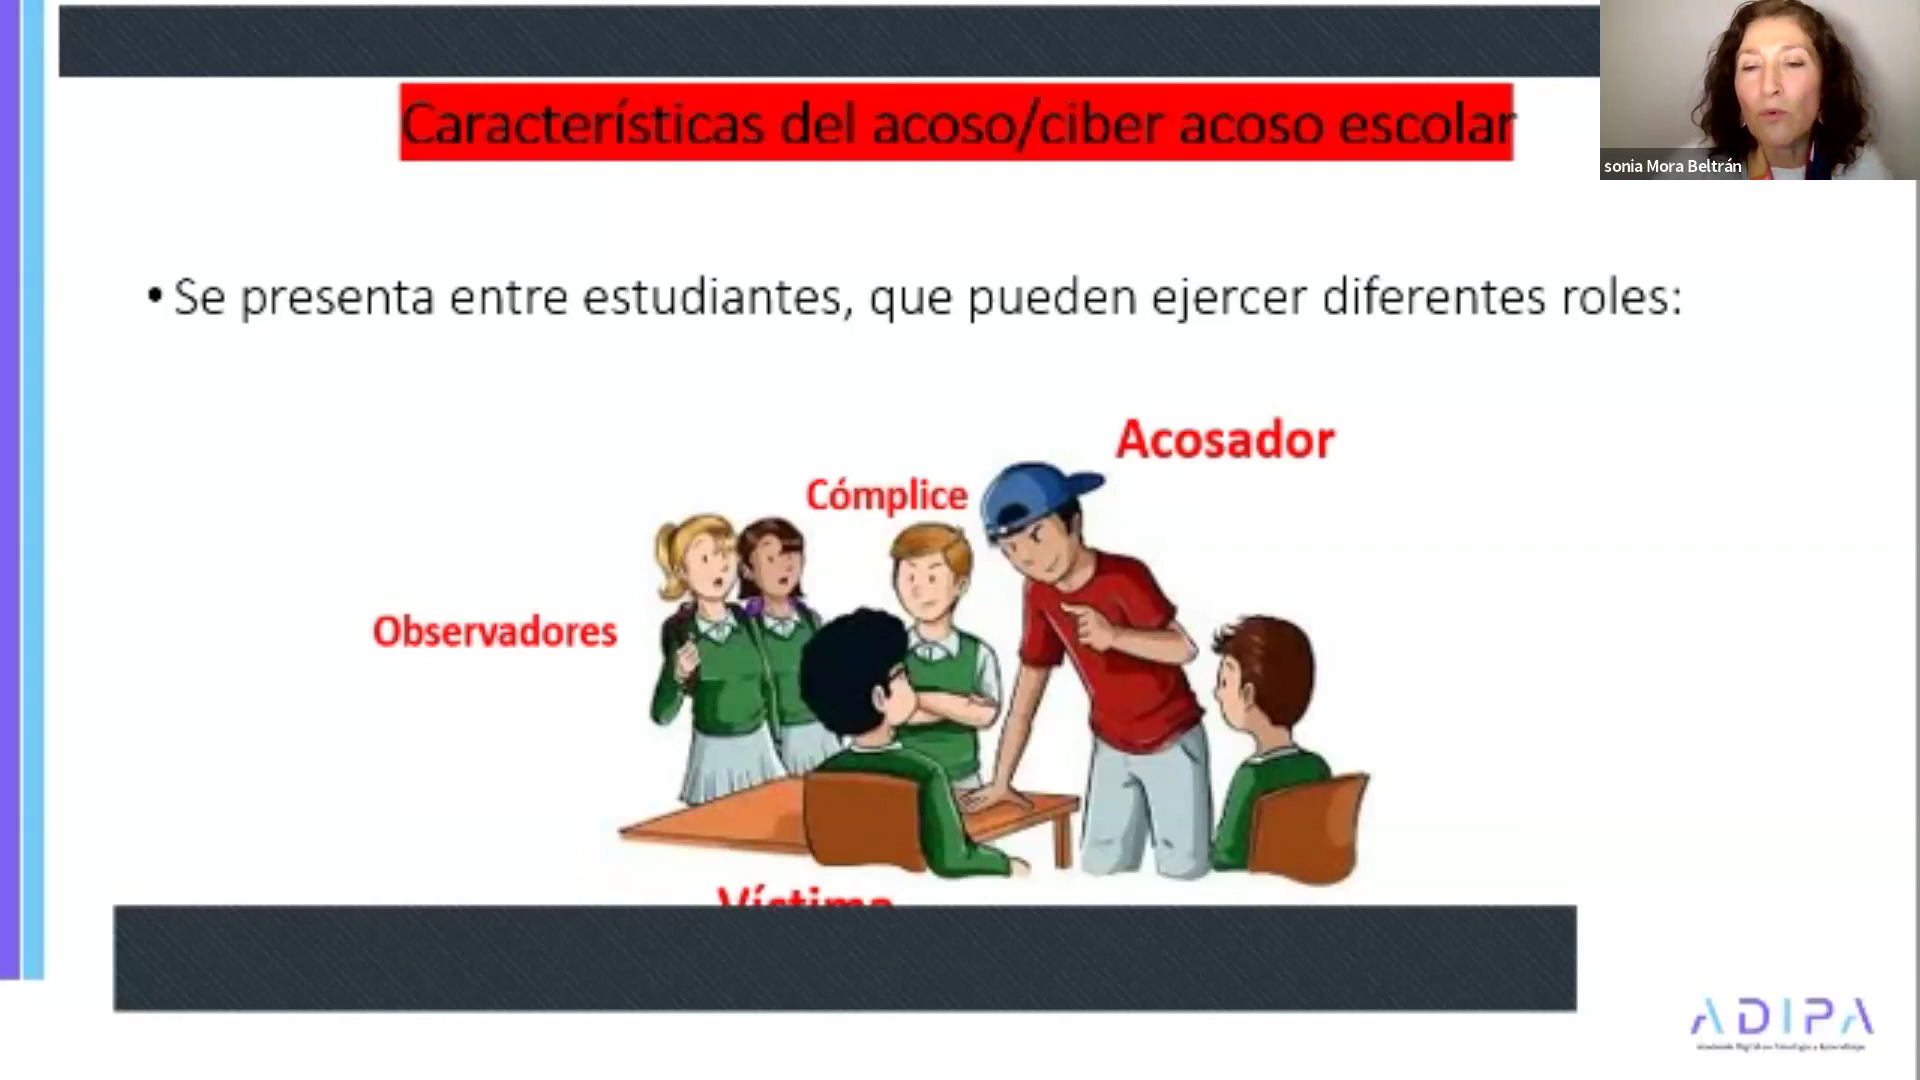 Características del acoso/ciber acoso escolar
sonia Mora Beltrán
• Se presenta entre estudiantes, que pueden ejercer diferentes roles:
Acosador
Cómplice
Observadores
Víctima
ADIPA